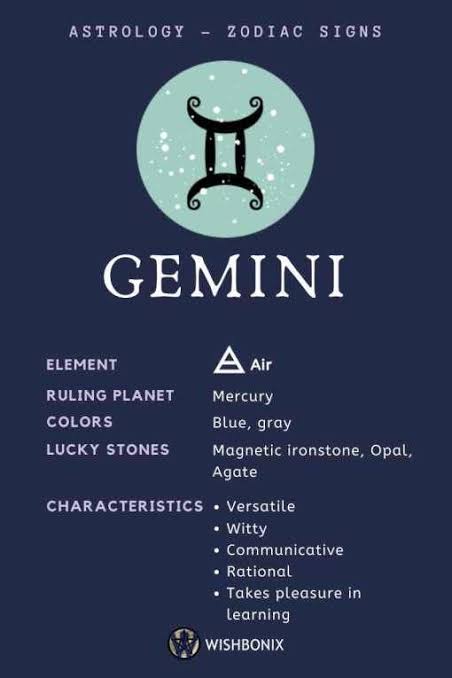 ASTROLOGY – ZODIAC SIGNS
GEMINI
ELEMENT Air
RULING PLANET Mercury
COLORS Blue, gray
LUCKY STONES Magnetic ironstone, Opal,
Agate
CHARACTERISTICS • Versatile
• Witty
• Communicative
• Rational
• Takes pleasure in
learning
WISHBONIX